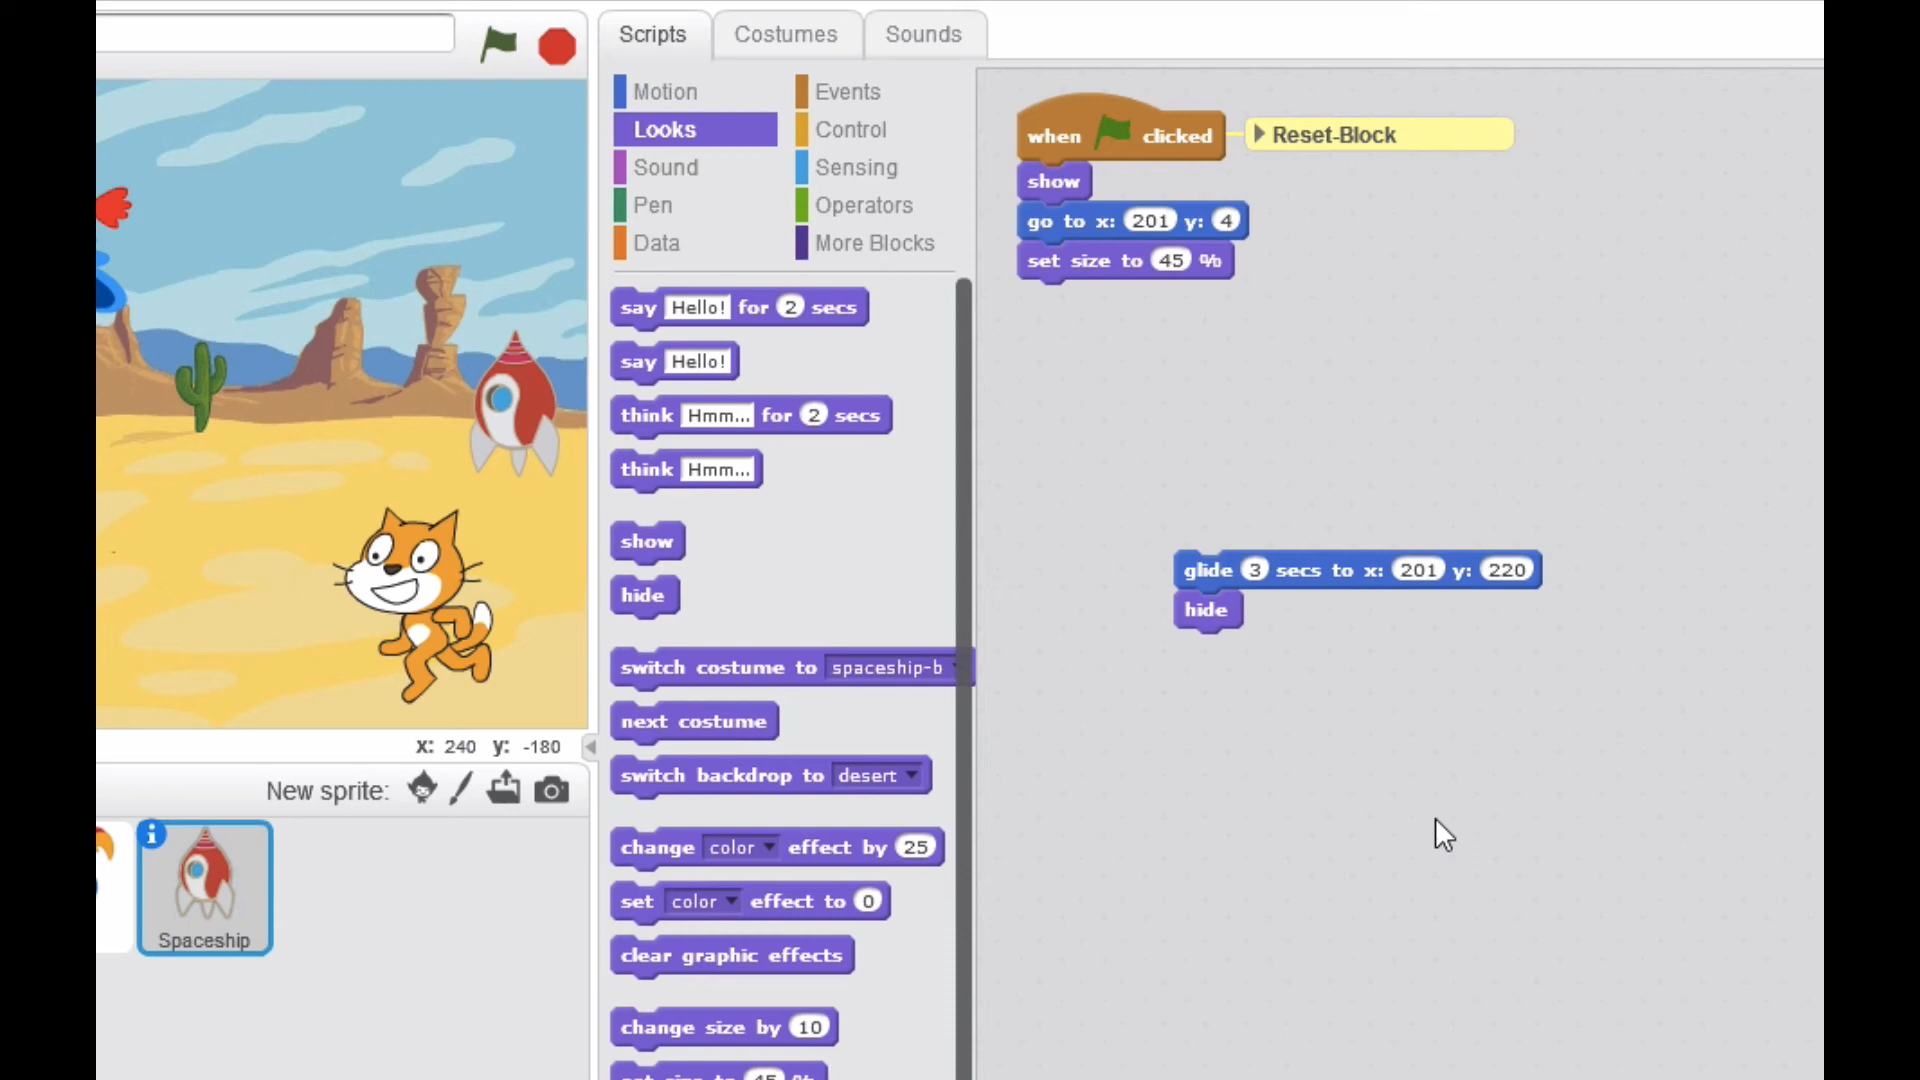 Scripts
Costumes
Sounds
Motion
Events
Looks
Control
Sound
Sensing
Pen
Operators
Data
More Blocks
say Hello! for 2 secs
say Hello!
think Hmm... for 2 secs
think Hmm...
show
hide
switch costume to spaceship-b
next costume
switch backdrop to desert
change color effect by 25
set color effect to 0
clear graphic effects
change size by 10
set size to 45 %
when clicked
Reset-Block
show
go to x: 201 y: 4
set size to 45 %
glide 3 secs to x: 201 y: 220
hide
x: 240 y: -180
New sprite:
Spaceship